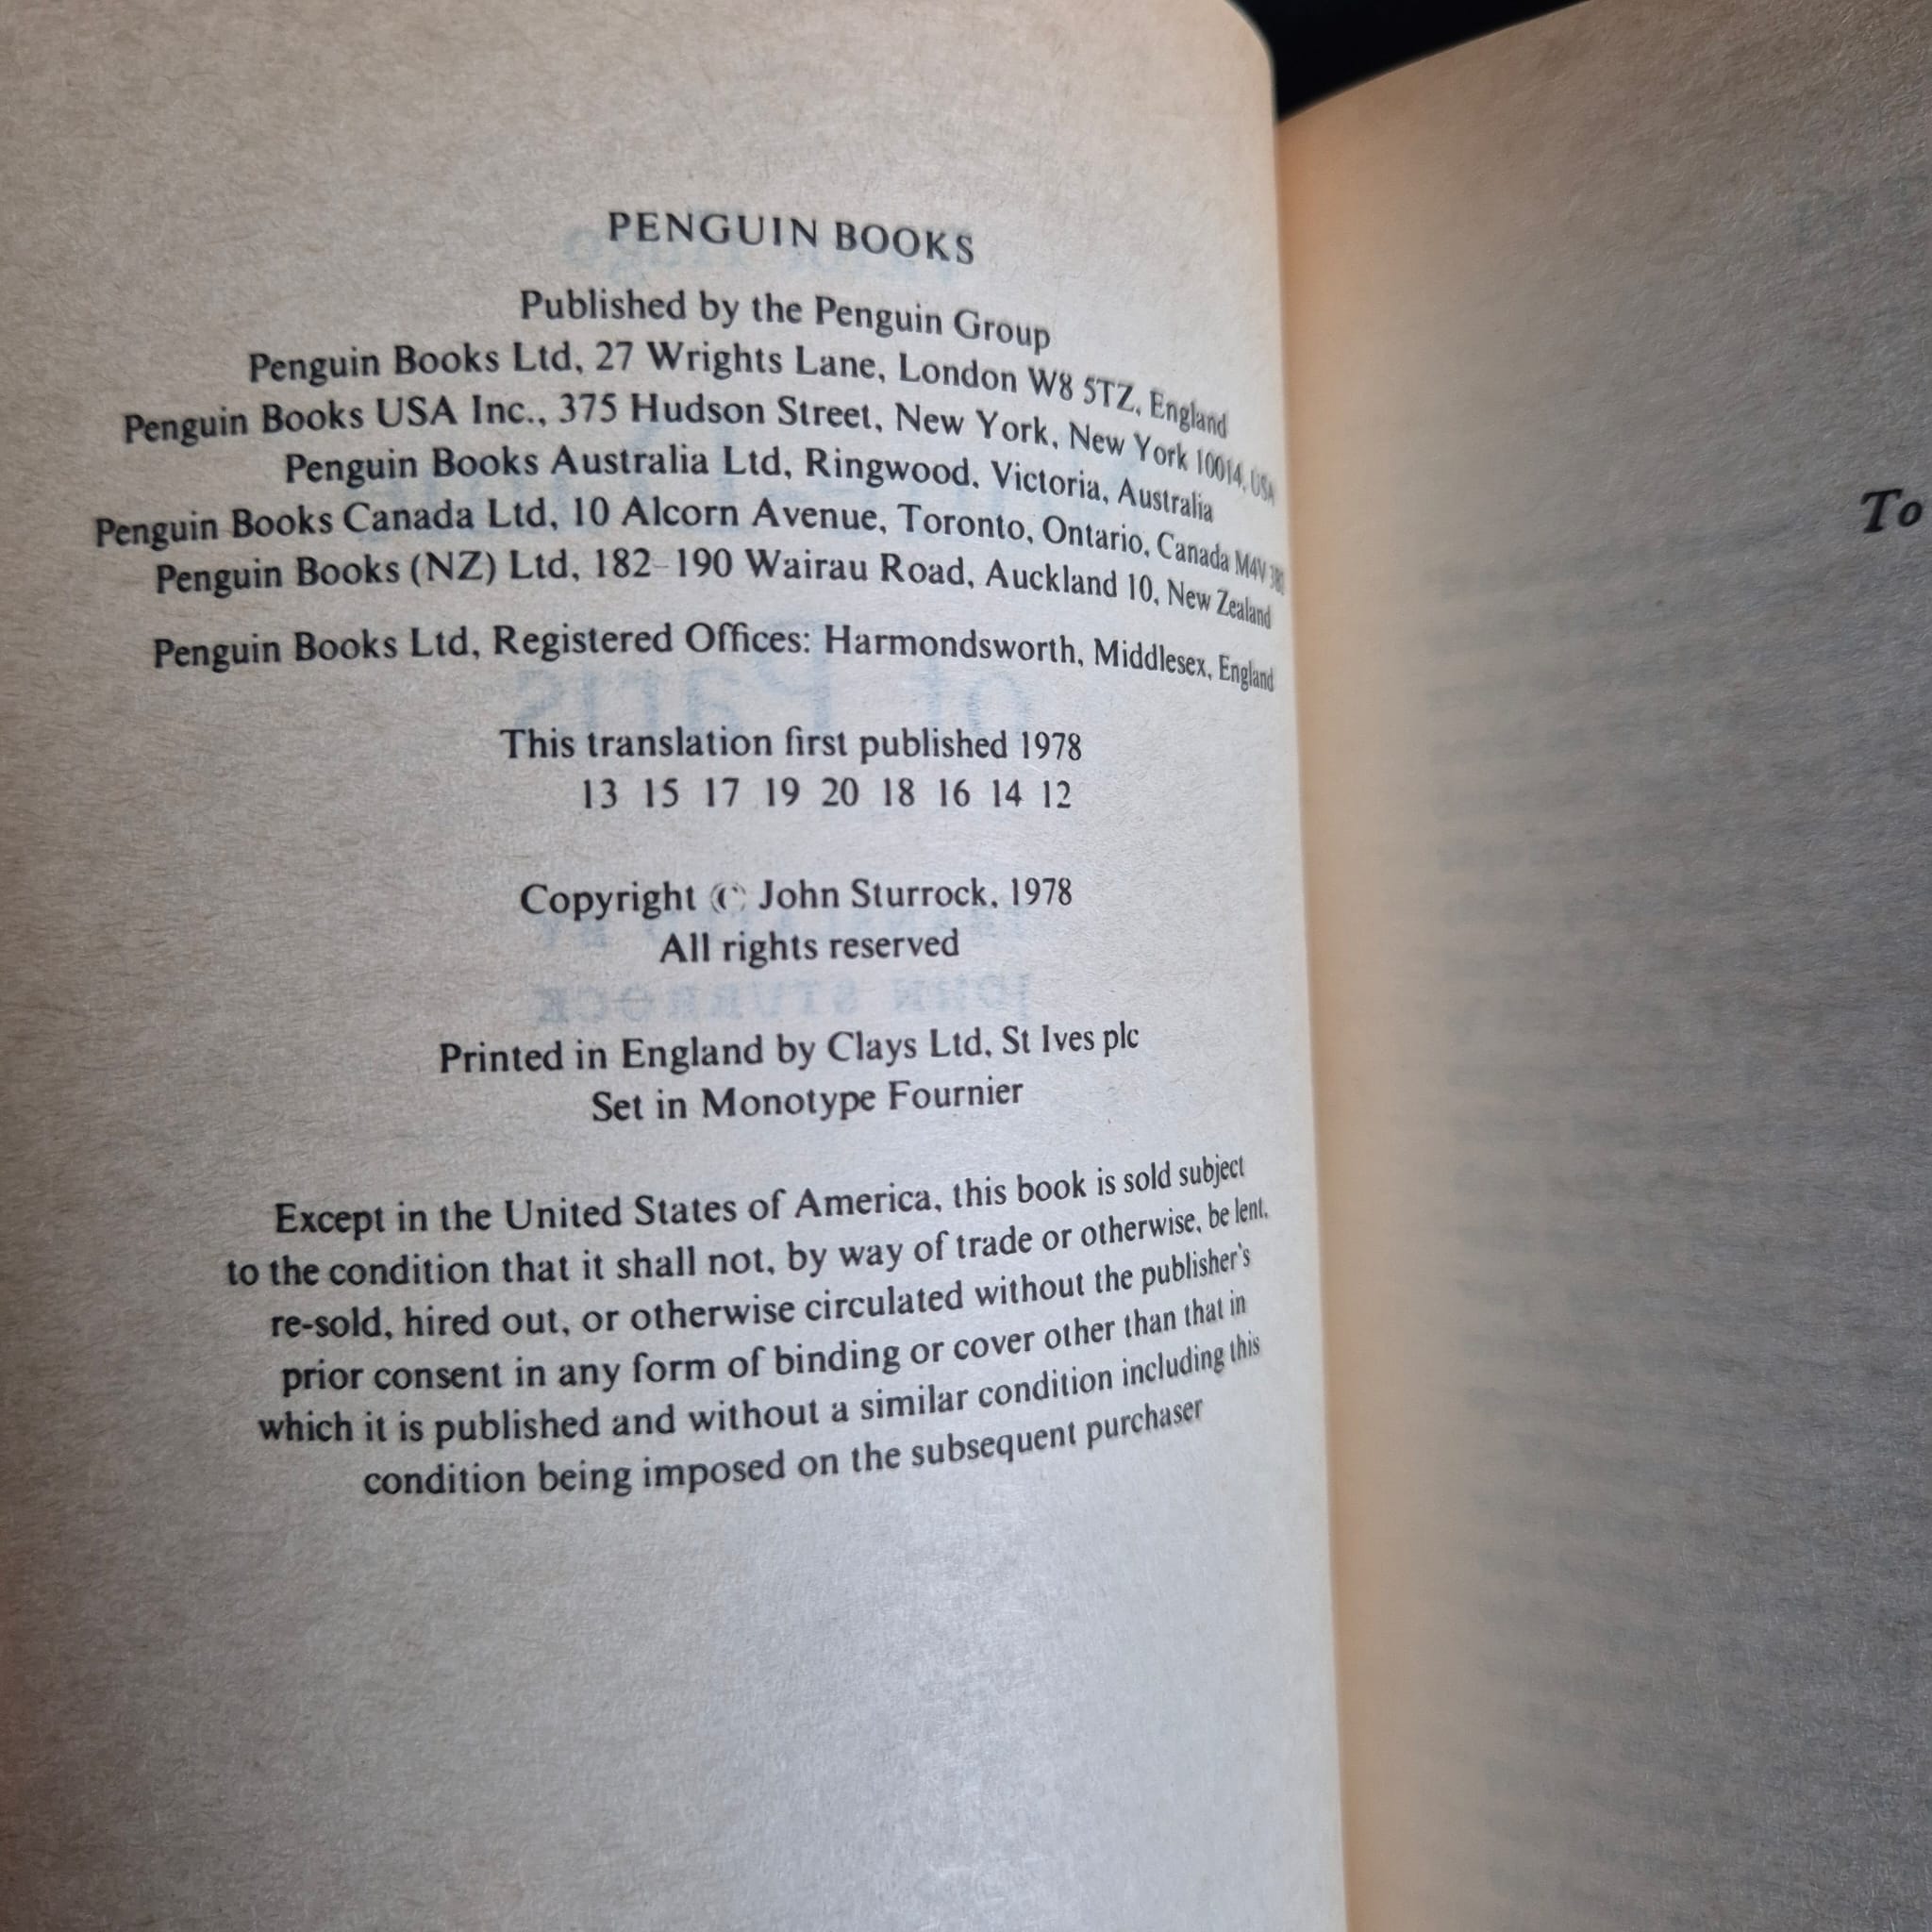 PENGUIN BOOKS
Published by the Penguin Group
Penguin Books Ltd, 27 Wrights Lane, London W8 5TZ, England
Penguin Books USA Inc., 375 Hudson Street, New York, New York 10014, USA
Penguin Books Australia Ltd, Ringwood, Victoria, Australia
Penguin Books Canada Ltd, 10 Alcorn Avenue, Toronto, Ontario, Canada M4V
Penguin Books (NZ) Ltd, 182–190 Wairau Road, Auckland 10, New Zealand
Penguin Books Ltd, Registered Offices: Harmondsworth, Middlesex, England
This translation first published 1978
13 15 17 19 20 18 16 14 12
Copyright © John Sturrock, 1978
All rights reserved
Printed in England by Clays Ltd, St Ives plc
Set in Monotype Fournier
Except in the United States of America, this book is sold subject
to the condition that it shall not, by way of trade or otherwise, be lent,
re-sold, hired out, or otherwise circulated without the publisher's
prior consent in any form of binding or cover other than that in
which it is published and without a similar condition including this
condition being imposed on the subsequent purchaser
To